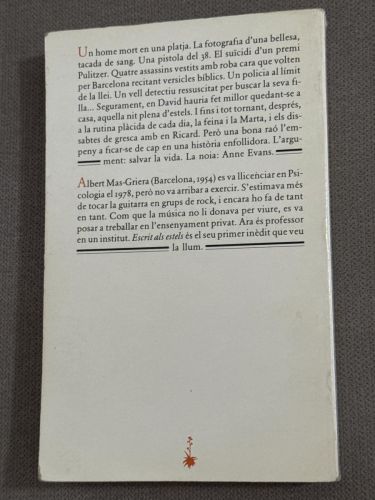 Un home mort en una platja. La fotografia d'una bellesa,
tacada de sang. Una pistola del 38. El suïcidi d'un premi
Pulitzer. Quatre assassins vestits amb roba cara que volten
per Barcelona recitant versicles bíblics. Un policia al límit
de la llei. Un vell detectiu ressuscitat per buscar la seva fi-
lla... Segurament, en David hauria fet millor quedant-se a
casa, aquella nit plena d'estels. I fins i tot tornant, després,
a la rutina plàcida de cada dia, la feina i la Marta, i els dis-
sabtes de gresca amb en Ricard. Però una bona raó l'em-
peny a ficar-se de cap en una història enfollidora. L'argu-
ment: salvar la vida. La noia: Anne Evans.
Albert Mas-Griera (Barcelona, 1954) es va llicenciar en Psi-
cologia el 1978, però no va arribar a exercir. S'estimava més
de tocar la guitarra en grups de rock, i encara ho fa de tant
en tant. Com que la música no li donava per viure, es va
posar a treballar en l'ensenyament privat. Ara és professor
en un institut. Escrit als estels és el seu primer inèdit que veu
la llum.